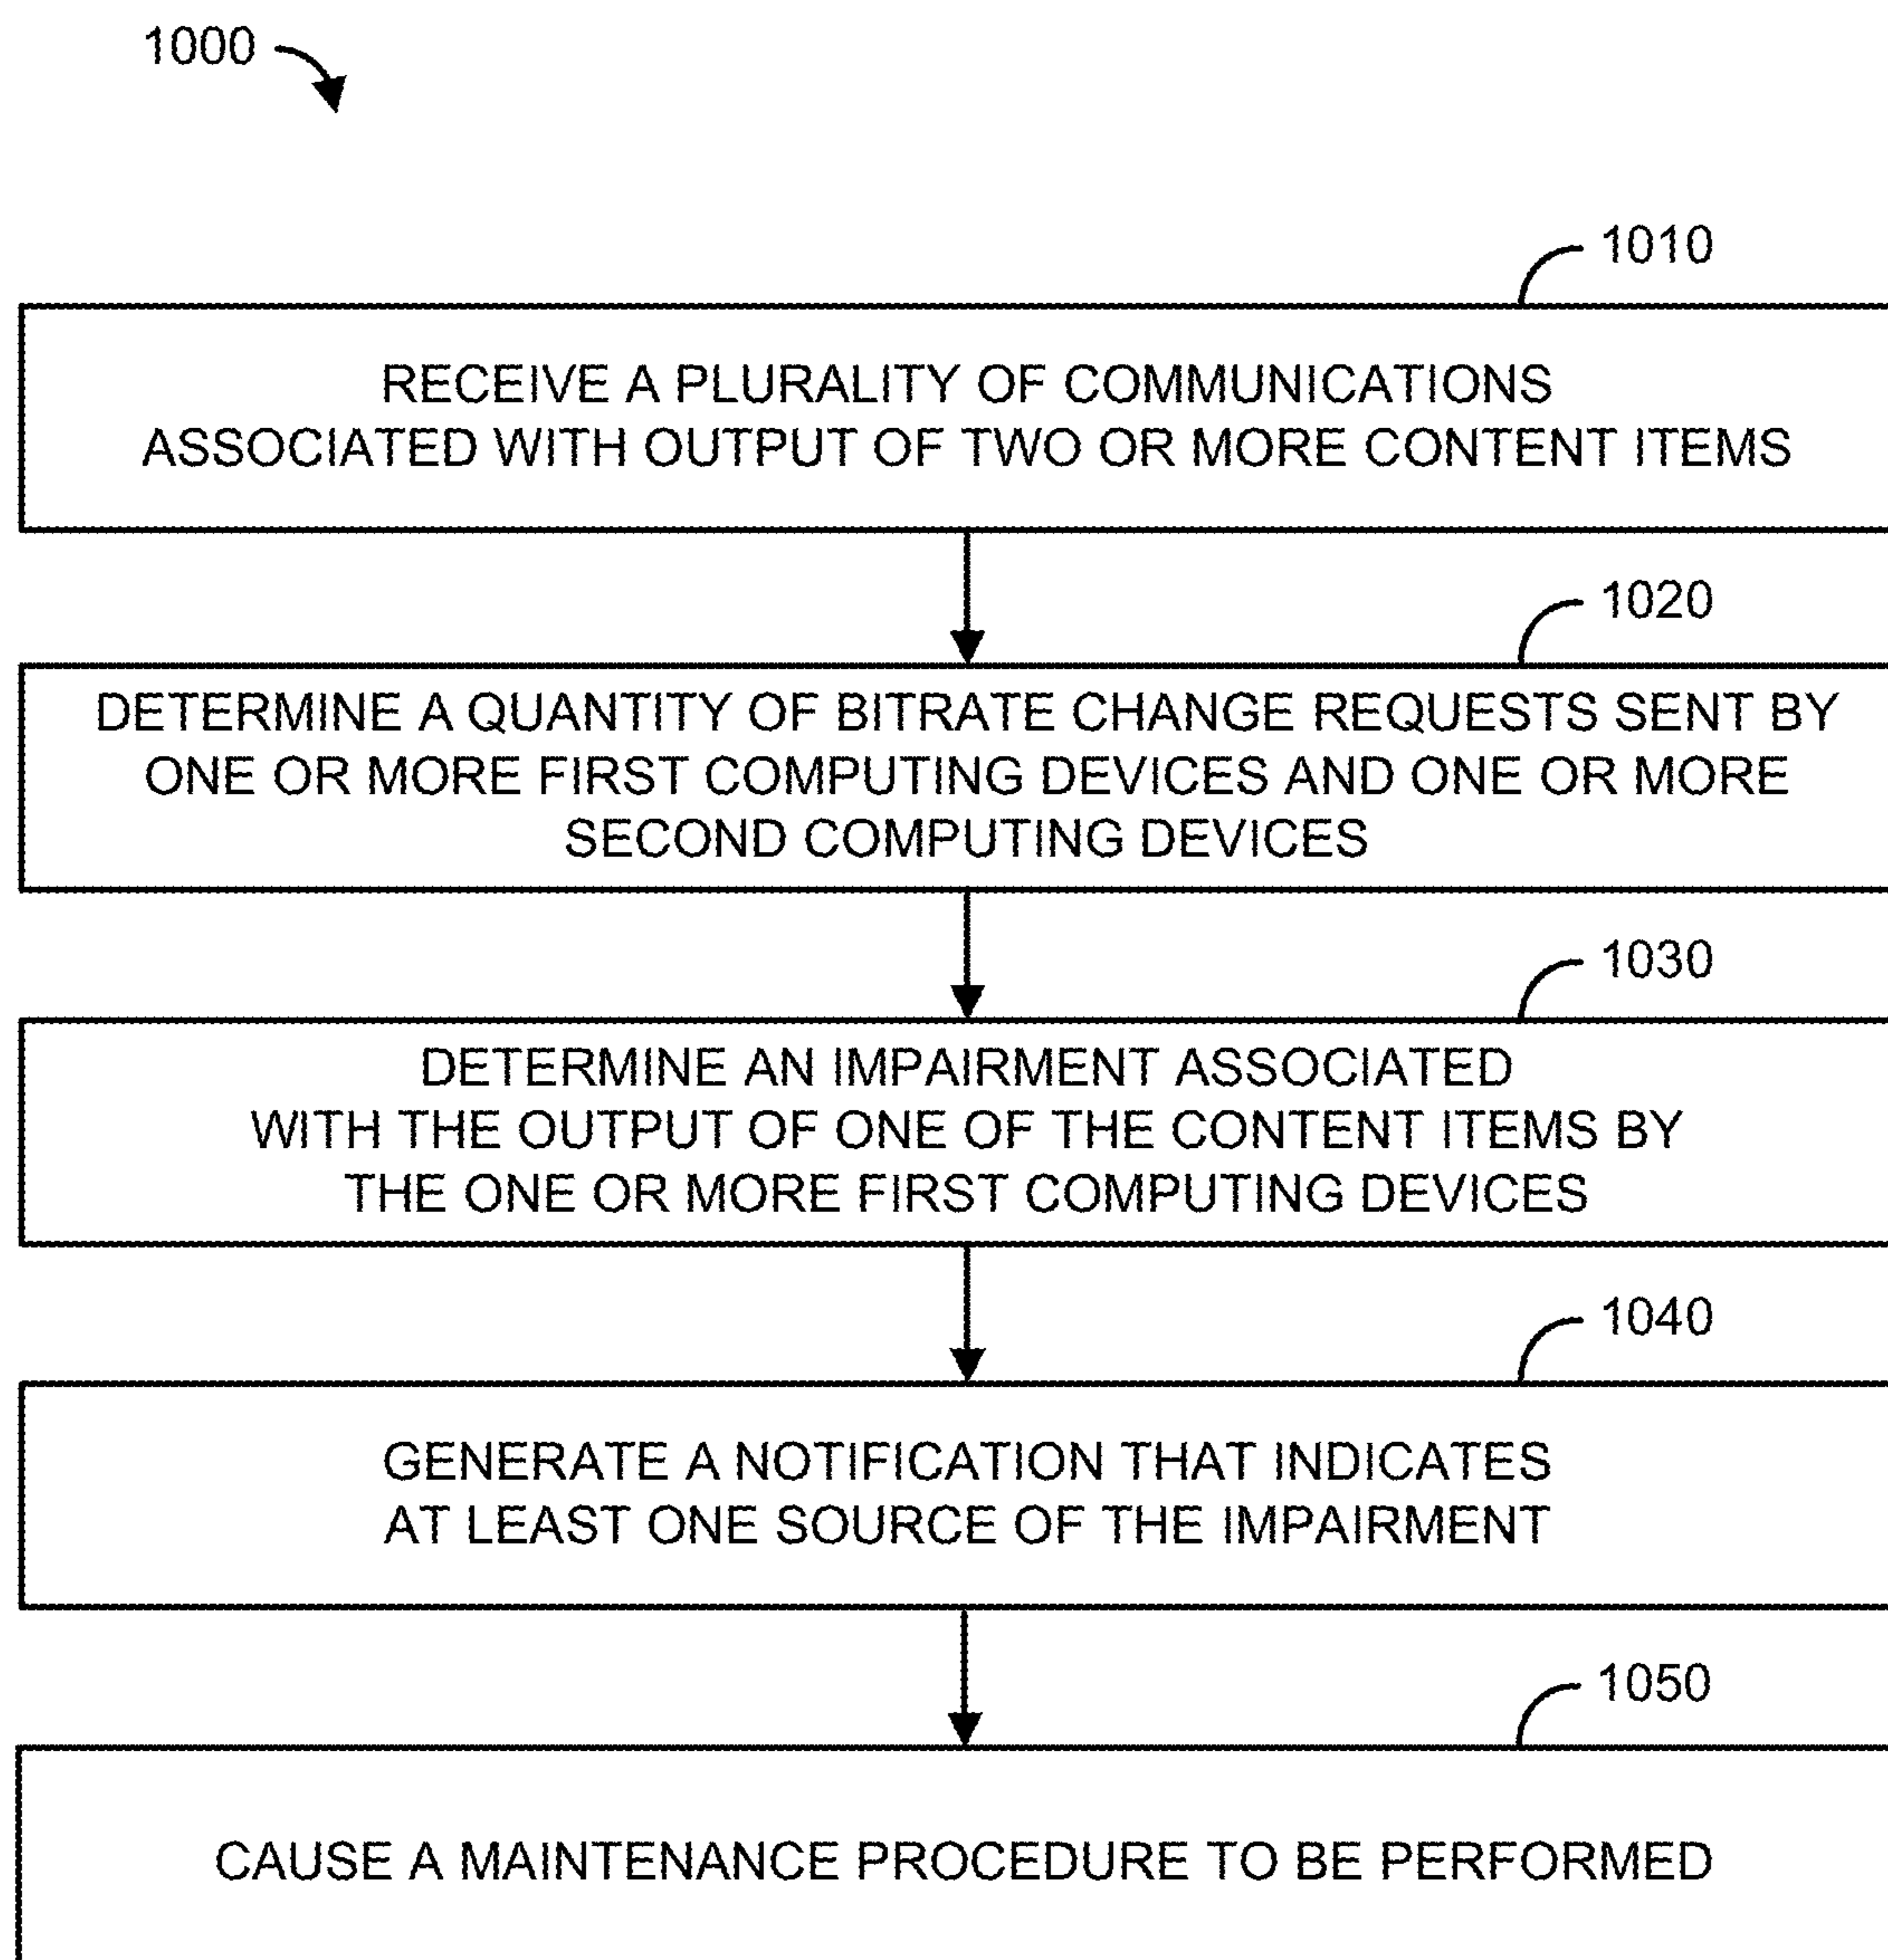 1000
1010
RECEIVE A PLURALITY OF COMMUNICATIONS
ASSOCIATED WITH OUTPUT OF TWO OR MORE CONTENT ITEMS
1020
DETERMINE A QUANTITY OF BITRATE CHANGE REQUESTS SENT BY
ONE OR MORE FIRST COMPUTING DEVICES AND ONE OR MORE
SECOND COMPUTING DEVICES
1030
DETERMINE AN IMPAIRMENT ASSOCIATED
WITH THE OUTPUT OF ONE OF THE CONTENT ITEMS BY
THE ONE OR MORE FIRST COMPUTING DEVICES
1040
GENERATE A NOTIFICATION THAT INDICATES
AT LEAST ONE SOURCE OF THE IMPAIRMENT
1050
CAUSE A MAINTENANCE PROCEDURE TO BE PERFORMED